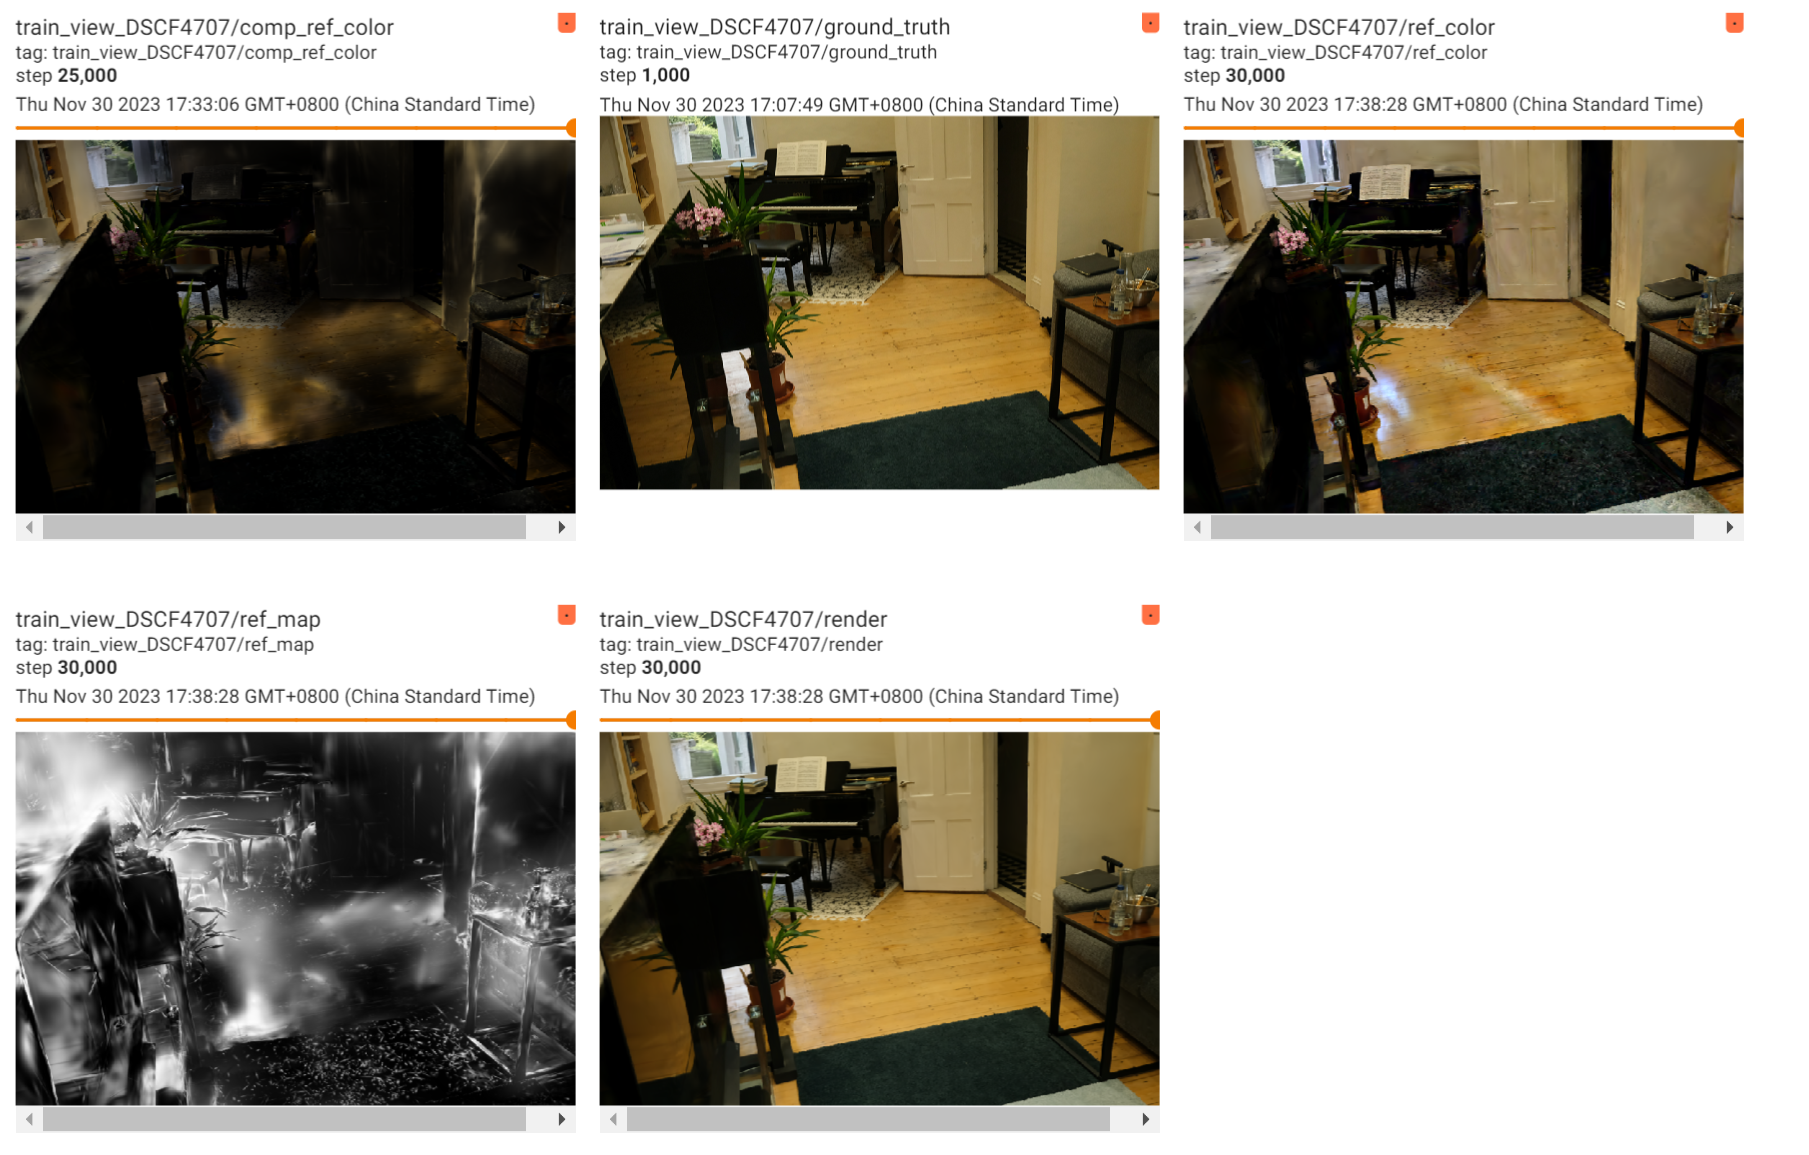 train_view_DSCF4707/comp_ref_color
tag: train_view_DSCF4707/comp_ref_color
step 25,000
Thu Nov 30 2023 17:33:06 GMT+0800 (China Standard Time)
train_view_DSCF4707/ground_truth
tag: train_view_DSCF4707/ground_truth
step 1,000
Thu Nov 30 2023 17:07:49 GMT+0800 (China Standard Time)
train_view_DSCF4707/ref_color
tag: train_view_DSCF4707/ref_color
step 30,000
Thu Nov 30 2023 17:38:28 GMT+0800 (China Standard Time)
train_view_DSCF4707/ref_map
tag: train_view_DSCF4707/ref_map
step 30,000
Thu Nov 30 2023 17:38:28 GMT+0800 (China Standard Time)
train_view_DSCF4707/render
tag: train_view_DSCF4707/render
step 30,000
Thu Nov 30 2023 17:38:28 GMT+0800 (China Standard Time)